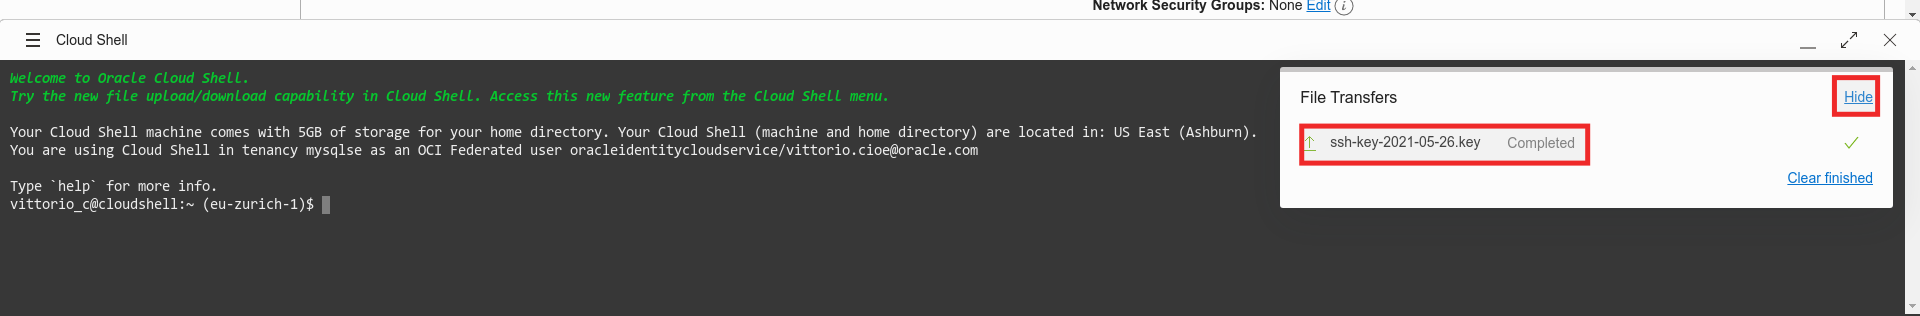 Network Security Groups: None Edit i
Cloud Shell
Welcome to Oracle Cloud Shell.
Try the new file upload/download capability in Cloud Shell. Access this new feature from the Cloud Shell menu.
Your Cloud Shell machine comes with 5GB of storage for your home directory. Your Cloud Shell (machine and home directory) are located in: US East (Ashburn).
You are using Cloud Shell in tenancy mysqlse as an OCI Federated user oracleidentitycloudservice/vittorio.cioe@oracle.com
Type `help` for more info.
vittorio_c@cloudshell:~ (eu-zurich-1)$
File Transfers Hide
ssh-key-2021-05-26.key Completed
Clear finished